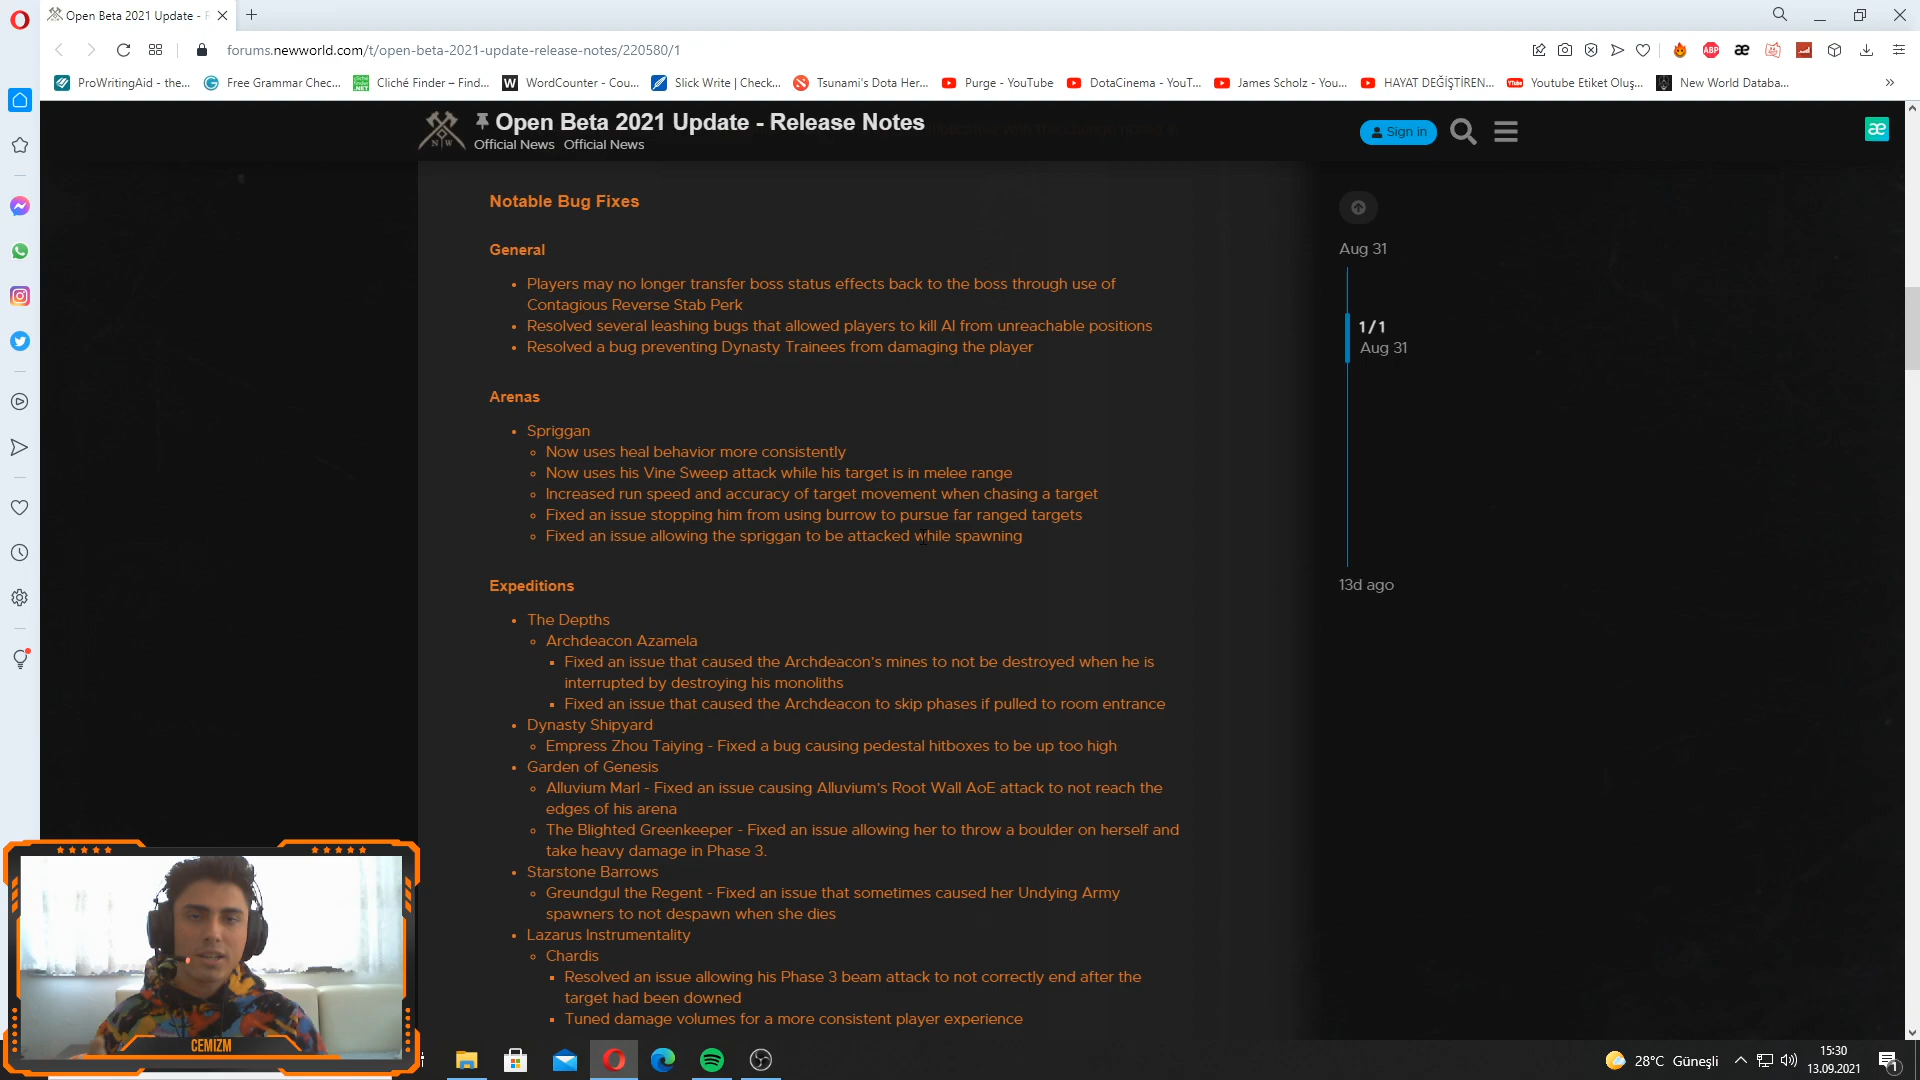 Open Beta 2021 Update - F
forums.newworld.com/t/open-beta-2021-update-release-notes/220580/1
ABP
æ
ProWritingAid - the...
Free Grammar Chec...
Cliché Finder – Find...
WordCounter - Cou...
Slick Write | Check...
Tsunami's Dota Her...
Purge - YouTube
DotaCinema - YouT...
James Scholz - You...
HAYAT DEĞİŞTİREN...
Youtube Etiket Oluş...
New World Databa...
»
Open Beta 2021 Update - Release Notes
Official News Official News
Sign in
æ
Notable Bug Fixes
General
• Players may no longer transfer boss status effects back to the boss through use of
Contagious Reverse Stab Perk
• Resolved several leashing bugs that allowed players to kill AI from unreachable positions
• Resolved a bug preventing Dynasty Trainees from damaging the player
Arenas
• Spriggan
◦ Now uses heal behavior more consistently
◦ Now uses his Vine Sweep attack while his target is in melee range
◦ Increased run speed and accuracy of target movement when chasing a target
◦ Fixed an issue stopping him from using burrow to pursue far ranged targets
◦ Fixed an issue allowing the spriggan to be attacked while spawning
Expeditions
• The Depths
◦ Archdeacon Azamela
▪ Fixed an issue that caused the Archdeacon's mines to not be destroyed when he is
interrupted by destroying his monoliths
▪ Fixed an issue that caused the Archdeacon to skip phases if pulled to room entrance
• Dynasty Shipyard
◦ Empress Zhou Taiying - Fixed a bug causing pedestal hitboxes to be up too high
• Garden of Genesis
◦ Alluvium Marl - Fixed an issue causing Alluvium's Root Wall AoE attack to not reach the
edges of his arena
◦ The Blighted Greenkeeper - Fixed an issue allowing her to throw a boulder on herself and
take heavy damage in Phase 3.
• Starstone Barrows
◦ Greundgul the Regent - Fixed an issue that sometimes caused her Undying Army
spawners to not despawn when she dies
• Lazarus Instrumentality
◦ Chardis
▪ Resolved an issue allowing his Phase 3 beam attack to not correctly end after the
target had been downed
▪ Tuned damage volumes for a more consistent player experience
Aug 31
1/1
Aug 31
13d ago
CEMIZM
28°C Güneşli
15:30
13.09.2021
1